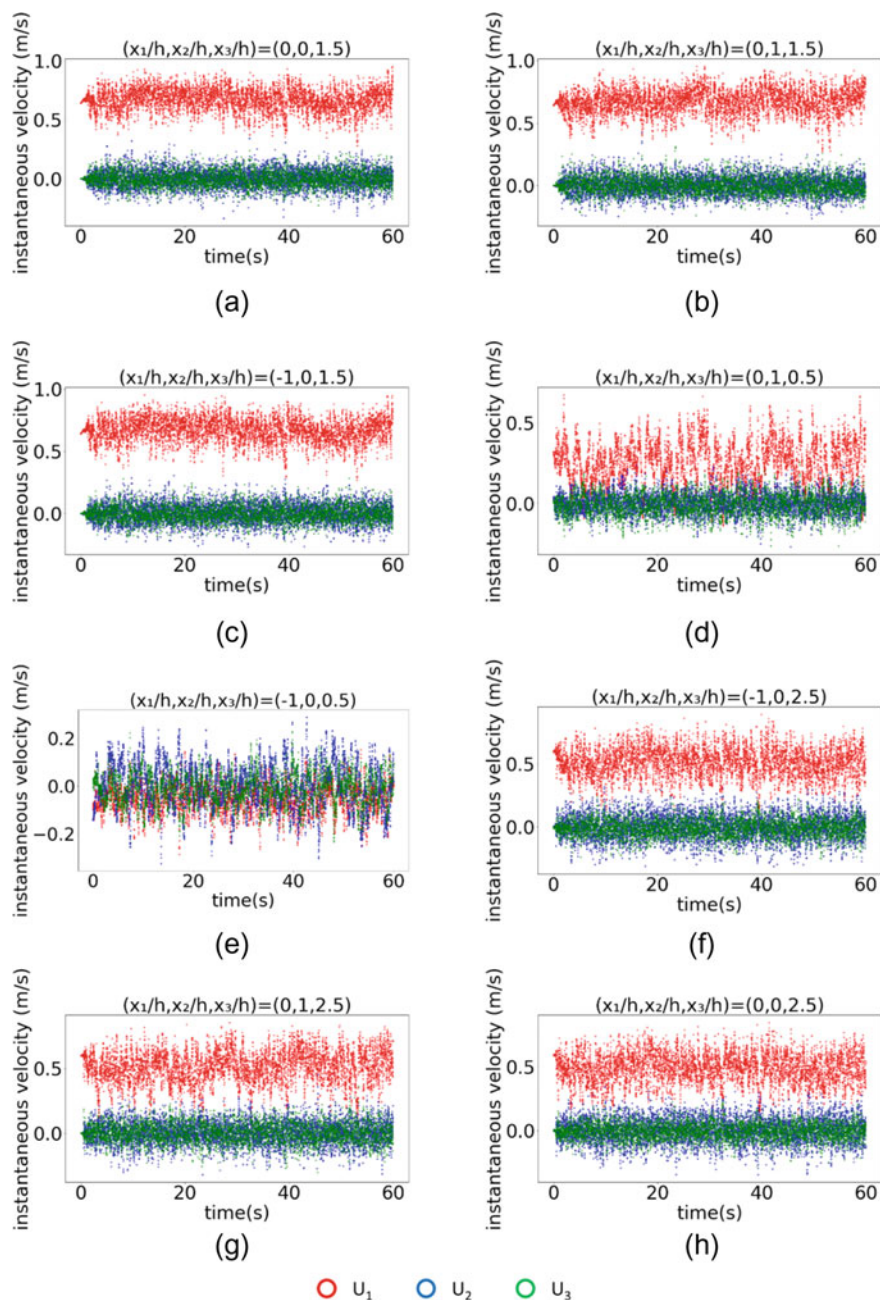 (x₁/h,x₂/h,x₃/h)=(0,0,1.5)
instantaneous velocity (m/s)
1.0
0.5
0.0
0 20 40 60
time(s)
(a)
(x₁/h,x₂/h,x₃/h)=(0,1,1.5)
instantaneous velocity (m/s)
1.0
0.5
0.0
0 20 40 60
time(s)
(b)
(x₁/h,x₂/h,x₃/h)=(-1,0,1.5)
instantaneous velocity (m/s)
1.0
0.5
0.0
0 20 40 60
time(s)
(c)
(x₁/h,x₂/h,x₃/h)=(0,1,0.5)
instantaneous velocity (m/s)
0.5
0.0
0 20 40 60
time(s)
(d)
(x₁/h,x₂/h,x₃/h)=(-1,0,0.5)
instantaneous velocity (m/s)
0.2
0.0
−0.2
0 20 40 60
time(s)
(e)
(x₁/h,x₂/h,x₃/h)=(-1,0,2.5)
instantaneous velocity (m/s)
0.5
0.0
0 20 40 60
time(s)
(f)
(x₁/h,x₂/h,x₃/h)=(0,1,2.5)
instantaneous velocity (m/s)
0.5
0.0
0 20 40 60
time(s)
(g)
(x₁/h,x₂/h,x₃/h)=(0,0,2.5)
instantaneous velocity (m/s)
0.5
0.0
0 20 40 60
time(s)
(h)
U₁ U₂ U₃